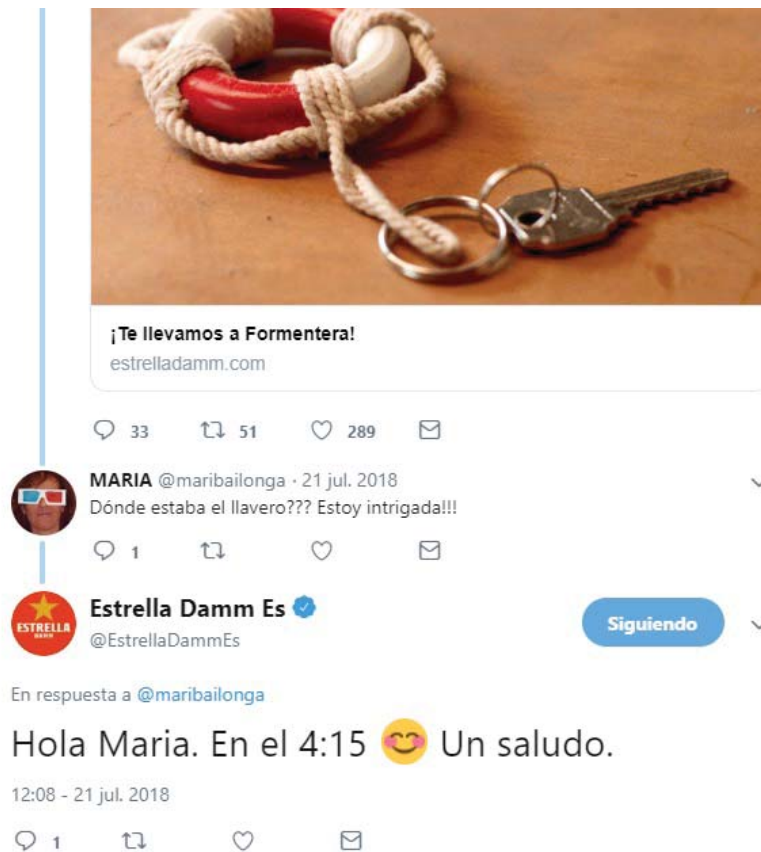 ¡Te llevamos a Formentera!
estrelladamm.com
33 51 289
MARIA @maribailonga · 21 jul. 2018
Dónde estaba el llavero??? Estoy intrigada!!!
1
ESTRELLA
DAMM
Estrella Damm Es
@EstrellaDammEs
Siguiendo
En respuesta a @maribailonga
Hola Maria. En el 4:15 😊 Un saludo.
12:08 - 21 jul. 2018
1